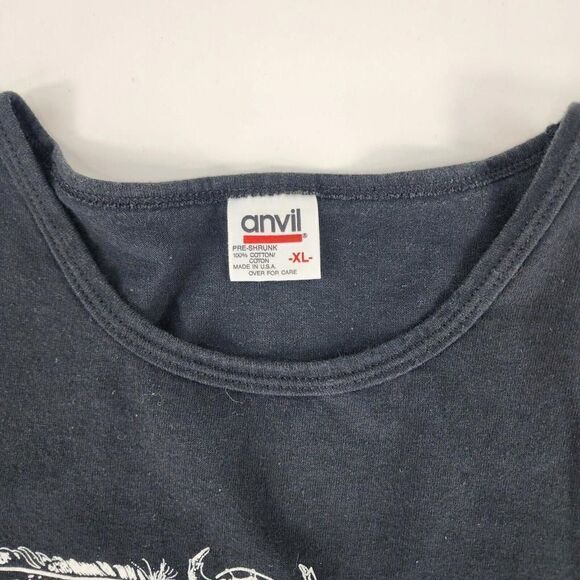 anvil
®
PRE-SHRUNK
100% COTTON/
COTON
MADE IN U.S.A.
OVER FOR CARE
-XL-